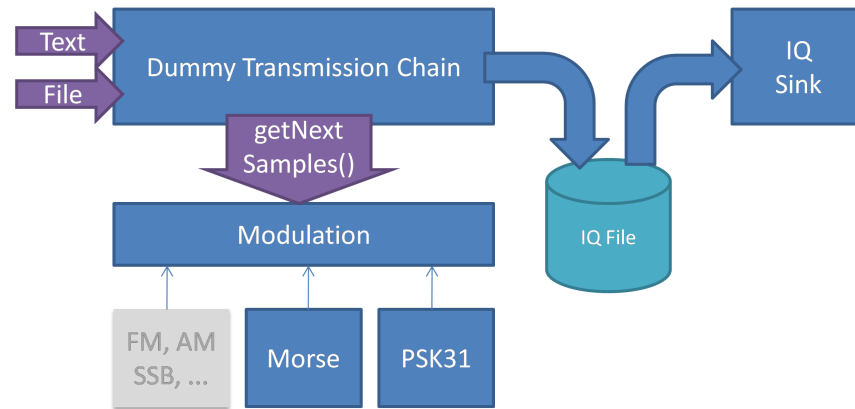 Text
File
Dummy Transmission Chain
IQ
Sink
getNext
Samples()
Modulation
IQ File
FM, AM
SSB, ...
Morse
PSK31